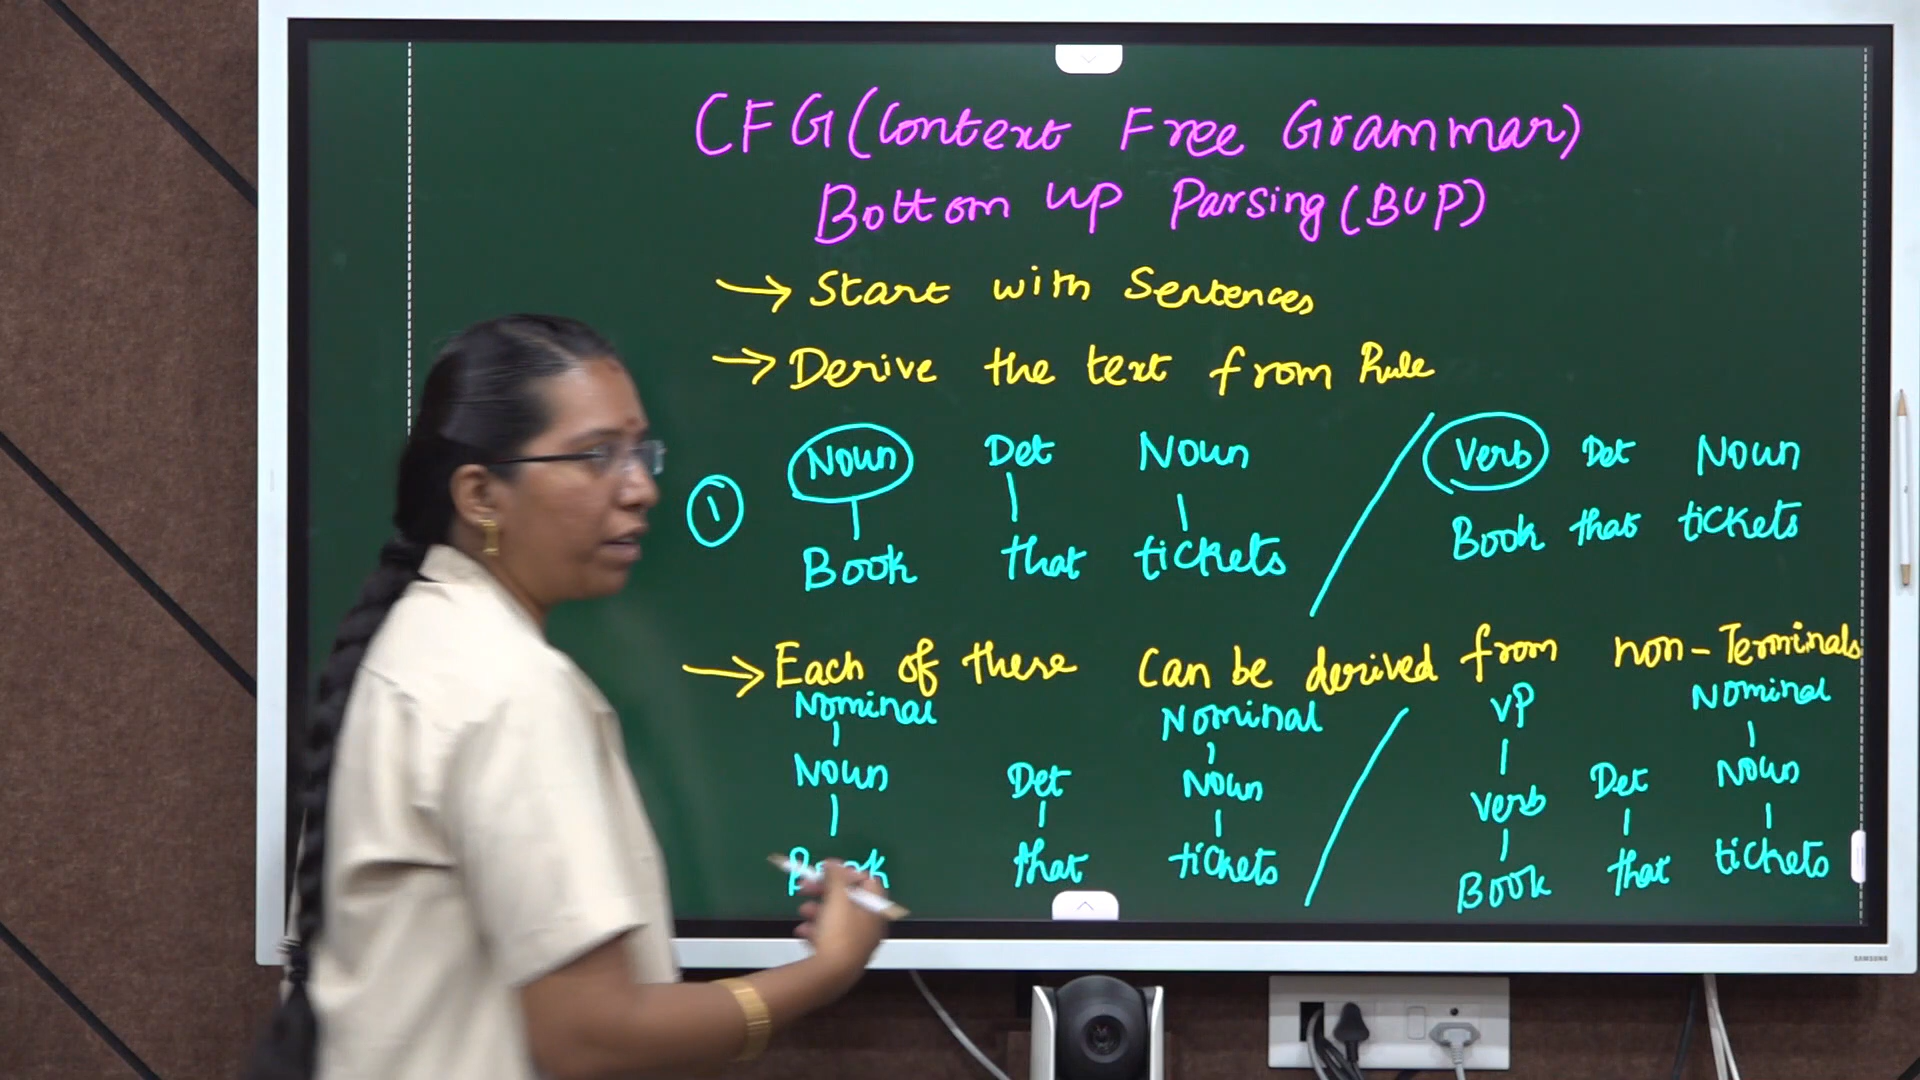 CFG (Context Free Grammar)
Bottom up Parsing (BUP)
→ Start with Sentences
→ Derive the text from Rule
① Noun Det Noun / Verb Det Noun
Book that tickets Book that tickets
→ Each of these can be derived from non-Terminals
Nominal Nominal / VP Nominal
Noun Det Noun Verb Det Noun
Book that tickets Book that tickets
SAMSUNG